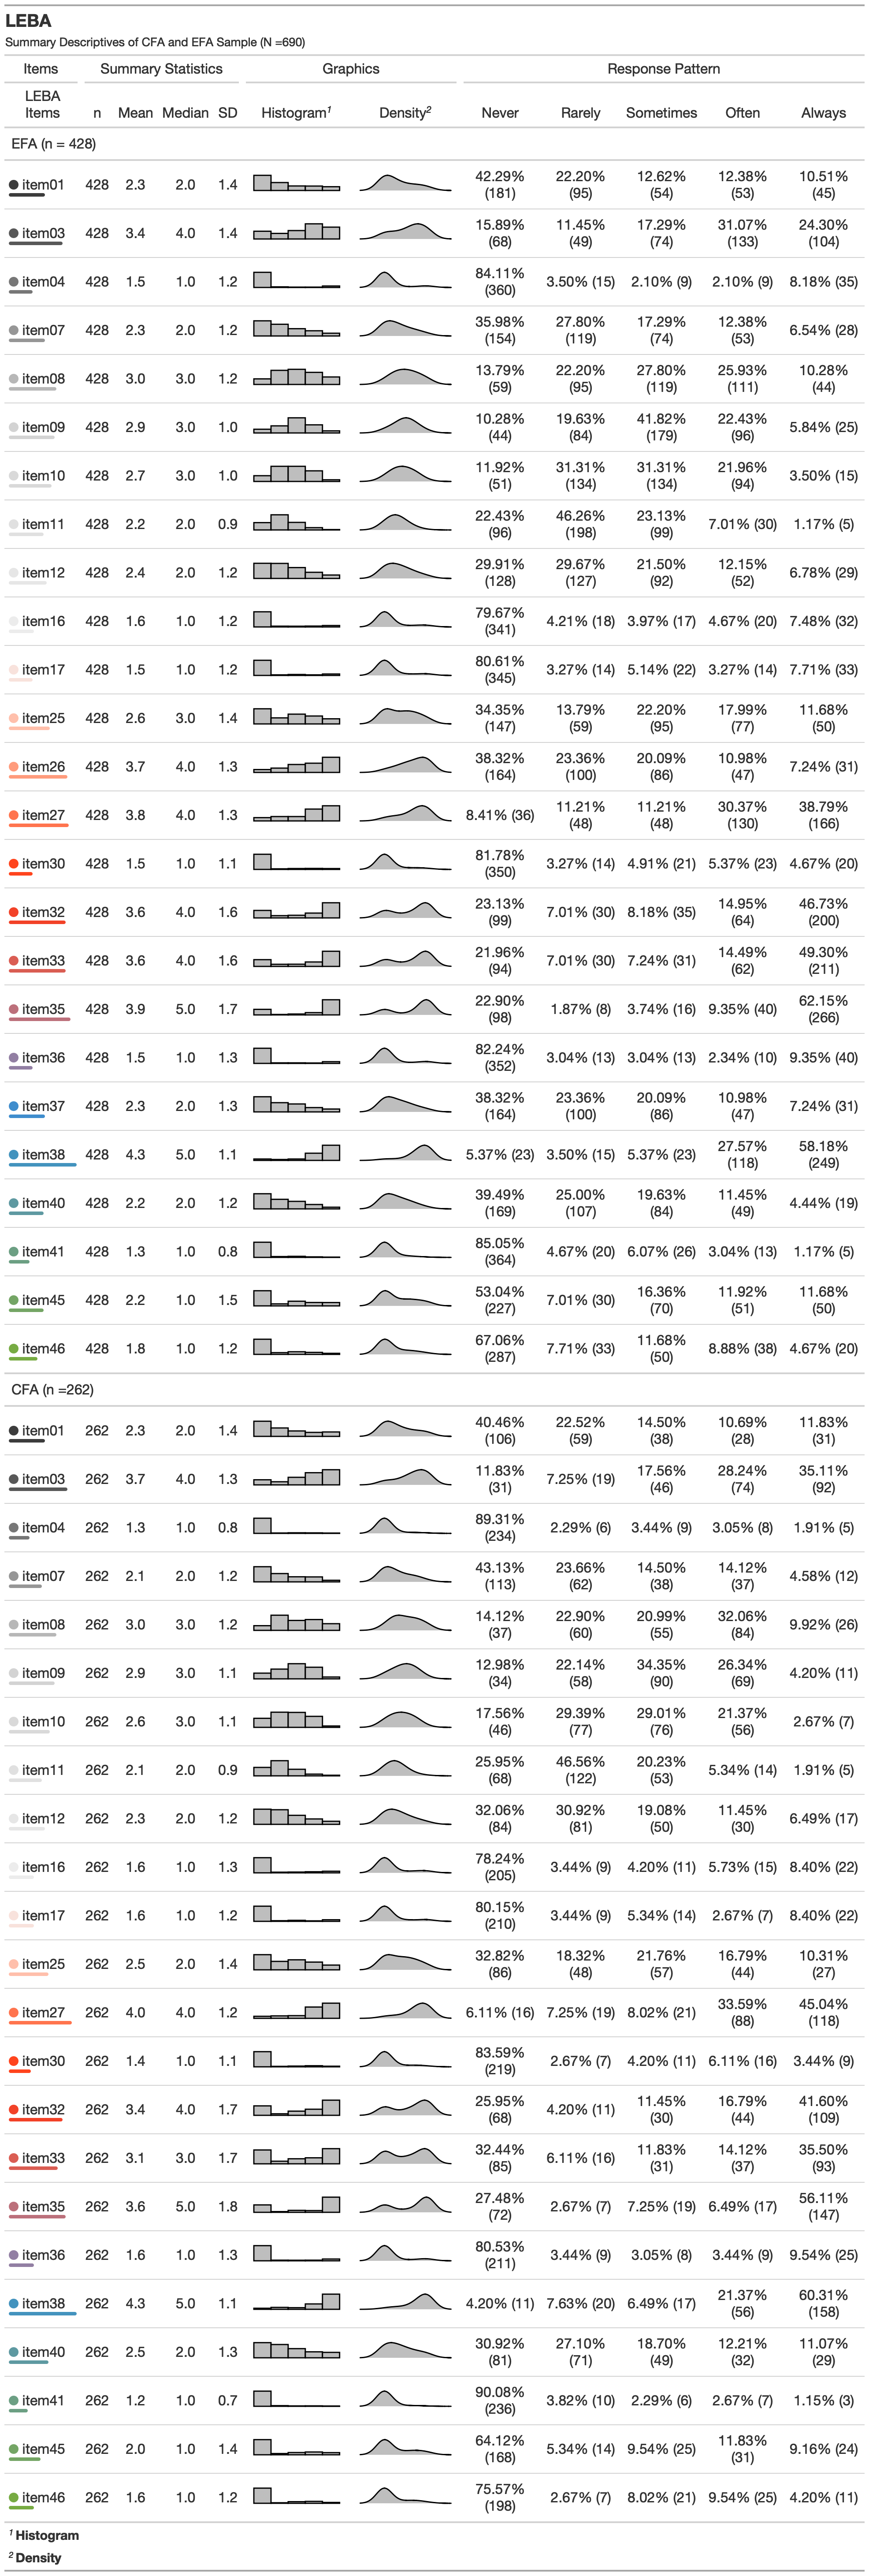 LEBA
Summary Descriptives of CFA and EFA Sample (N =690)
Items Summary Statistics Graphics Response Pattern
LEBA Items n Mean Median SD Histogram1 Density2 Never Rarely Sometimes Often Always
EFA (n = 428)
item01 428 2.3 2.0 1.4 42.29% (181) 22.20% (95) 12.62% (54) 12.38% (53) 10.51% (45)
item03 428 3.4 4.0 1.4 15.89% (68) 11.45% (49) 17.29% (74) 31.07% (133) 24.30% (104)
item04 428 1.5 1.0 1.2 84.11% (360) 3.50% (15) 2.10% (9) 2.10% (9) 8.18% (35)
item07 428 2.3 2.0 1.2 35.98% (154) 27.80% (119) 17.29% (74) 12.38% (53) 6.54% (28)
item08 428 3.0 3.0 1.2 13.79% (59) 22.20% (95) 27.80% (119) 25.93% (111) 10.28% (44)
item09 428 2.9 3.0 1.0 10.28% (44) 19.63% (84) 41.82% (179) 22.43% (96) 5.84% (25)
item10 428 2.7 3.0 1.0 11.92% (51) 31.31% (134) 31.31% (134) 21.96% (94) 3.50% (15)
item11 428 2.2 2.0 0.9 22.43% (96) 46.26% (198) 23.13% (99) 7.01% (30) 1.17% (5)
item12 428 2.4 2.0 1.2 29.91% (128) 29.67% (127) 21.50% (92) 12.15% (52) 6.78% (29)
item16 428 1.6 1.0 1.2 79.67% (341) 4.21% (18) 3.97% (17) 4.67% (20) 7.48% (32)
item17 428 1.5 1.0 1.2 80.61% (345) 3.27% (14) 5.14% (22) 3.27% (14) 7.71% (33)
item25 428 2.6 3.0 1.4 34.35% (147) 13.79% (59) 22.20% (95) 17.99% (77) 11.68% (50)
item26 428 3.7 4.0 1.3 38.32% (164) 23.36% (100) 20.09% (86) 10.98% (47) 7.24% (31)
item27 428 3.8 4.0 1.3 8.41% (36) 11.21% (48) 11.21% (48) 30.37% (130) 38.79% (166)
item30 428 1.5 1.0 1.1 81.78% (350) 3.27% (14) 4.91% (21) 5.37% (23) 4.67% (20)
item32 428 3.6 4.0 1.6 23.13% (99) 7.01% (30) 8.18% (35) 14.95% (64) 46.73% (200)
item33 428 3.6 4.0 1.6 21.96% (94) 7.01% (30) 7.24% (31) 14.49% (62) 49.30% (211)
item35 428 3.9 5.0 1.7 22.90% (98) 1.87% (8) 3.74% (16) 9.35% (40) 62.15% (266)
item36 428 1.5 1.0 1.3 82.24% (352) 3.04% (13) 3.04% (13) 2.34% (10) 9.35% (40)
item37 428 2.3 2.0 1.3 38.32% (164) 23.36% (100) 20.09% (86) 10.98% (47) 7.24% (31)
item38 428 4.3 5.0 1.1 5.37% (23) 3.50% (15) 5.37% (23) 27.57% (118) 58.18% (249)
item40 428 2.2 2.0 1.2 39.49% (169) 25.00% (107) 19.63% (84) 11.45% (49) 4.44% (19)
item41 428 1.3 1.0 0.8 85.05% (364) 4.67% (20) 6.07% (26) 3.04% (13) 1.17% (5)
item45 428 2.2 1.0 1.5 53.04% (227) 7.01% (30) 16.36% (70) 11.92% (51) 11.68% (50)
item46 428 1.8 1.0 1.2 67.06% (287) 7.71% (33) 11.68% (50) 8.88% (38) 4.67% (20)
CFA (n =262)
item01 262 2.3 2.0 1.4 40.46% (106) 22.52% (59) 14.50% (38) 10.69% (28) 11.83% (31)
item03 262 3.7 4.0 1.3 11.83% (31) 7.25% (19) 17.56% (46) 28.24% (74) 35.11% (92)
item04 262 1.3 1.0 0.8 89.31% (234) 2.29% (6) 3.44% (9) 3.05% (8) 1.91% (5)
item07 262 2.1 2.0 1.2 43.13% (113) 23.66% (62) 14.50% (38) 14.12% (37) 4.58% (12)
item08 262 3.0 3.0 1.2 14.12% (37) 22.90% (60) 20.99% (55) 32.06% (84) 9.92% (26)
item09 262 2.9 3.0 1.1 12.98% (34) 22.14% (58) 34.35% (90) 26.34% (69) 4.20% (11)
item10 262 2.6 3.0 1.1 17.56% (46) 29.39% (77) 29.01% (76) 21.37% (56) 2.67% (7)
item11 262 2.1 2.0 0.9 25.95% (68) 46.56% (122) 20.23% (53) 5.34% (14) 1.91% (5)
item12 262 2.3 2.0 1.2 32.06% (84) 30.92% (81) 19.08% (50) 11.45% (30) 6.49% (17)
item16 262 1.6 1.0 1.3 78.24% (205) 3.44% (9) 4.20% (11) 5.73% (15) 8.40% (22)
item17 262 1.6 1.0 1.2 80.15% (210) 3.44% (9) 5.34% (14) 2.67% (7) 8.40% (22)
item25 262 2.5 2.0 1.4 32.82% (86) 18.32% (48) 21.76% (57) 16.79% (44) 10.31% (27)
item27 262 4.0 4.0 1.2 6.11% (16) 7.25% (19) 8.02% (21) 33.59% (88) 45.04% (118)
item30 262 1.4 1.0 1.1 83.59% (219) 2.67% (7) 4.20% (11) 6.11% (16) 3.44% (9)
item32 262 3.4 4.0 1.7 25.95% (68) 4.20% (11) 11.45% (30) 16.79% (44) 41.60% (109)
item33 262 3.1 3.0 1.7 32.44% (85) 6.11% (16) 11.83% (31) 14.12% (37) 35.50% (93)
item35 262 3.6 5.0 1.8 27.48% (72) 2.67% (7) 7.25% (19) 6.49% (17) 56.11% (147)
item36 262 1.6 1.0 1.3 80.53% (211) 3.44% (9) 3.05% (8) 3.44% (9) 9.54% (25)
item38 262 4.3 5.0 1.1 4.20% (11) 7.63% (20) 6.49% (17) 21.37% (56) 60.31% (158)
item40 262 2.5 2.0 1.3 30.92% (81) 27.10% (71) 18.70% (49) 12.21% (32) 11.07% (29)
item41 262 1.2 1.0 0.7 90.08% (236) 3.82% (10) 2.29% (6) 2.67% (7) 1.15% (3)
item45 262 2.0 1.0 1.4 64.12% (168) 5.34% (14) 9.54% (25) 11.83% (31) 9.16% (24)
item46 262 1.6 1.0 1.2 75.57% (198) 2.67% (7) 8.02% (21) 9.54% (25) 4.20% (11)
1 Histogram
2 Density